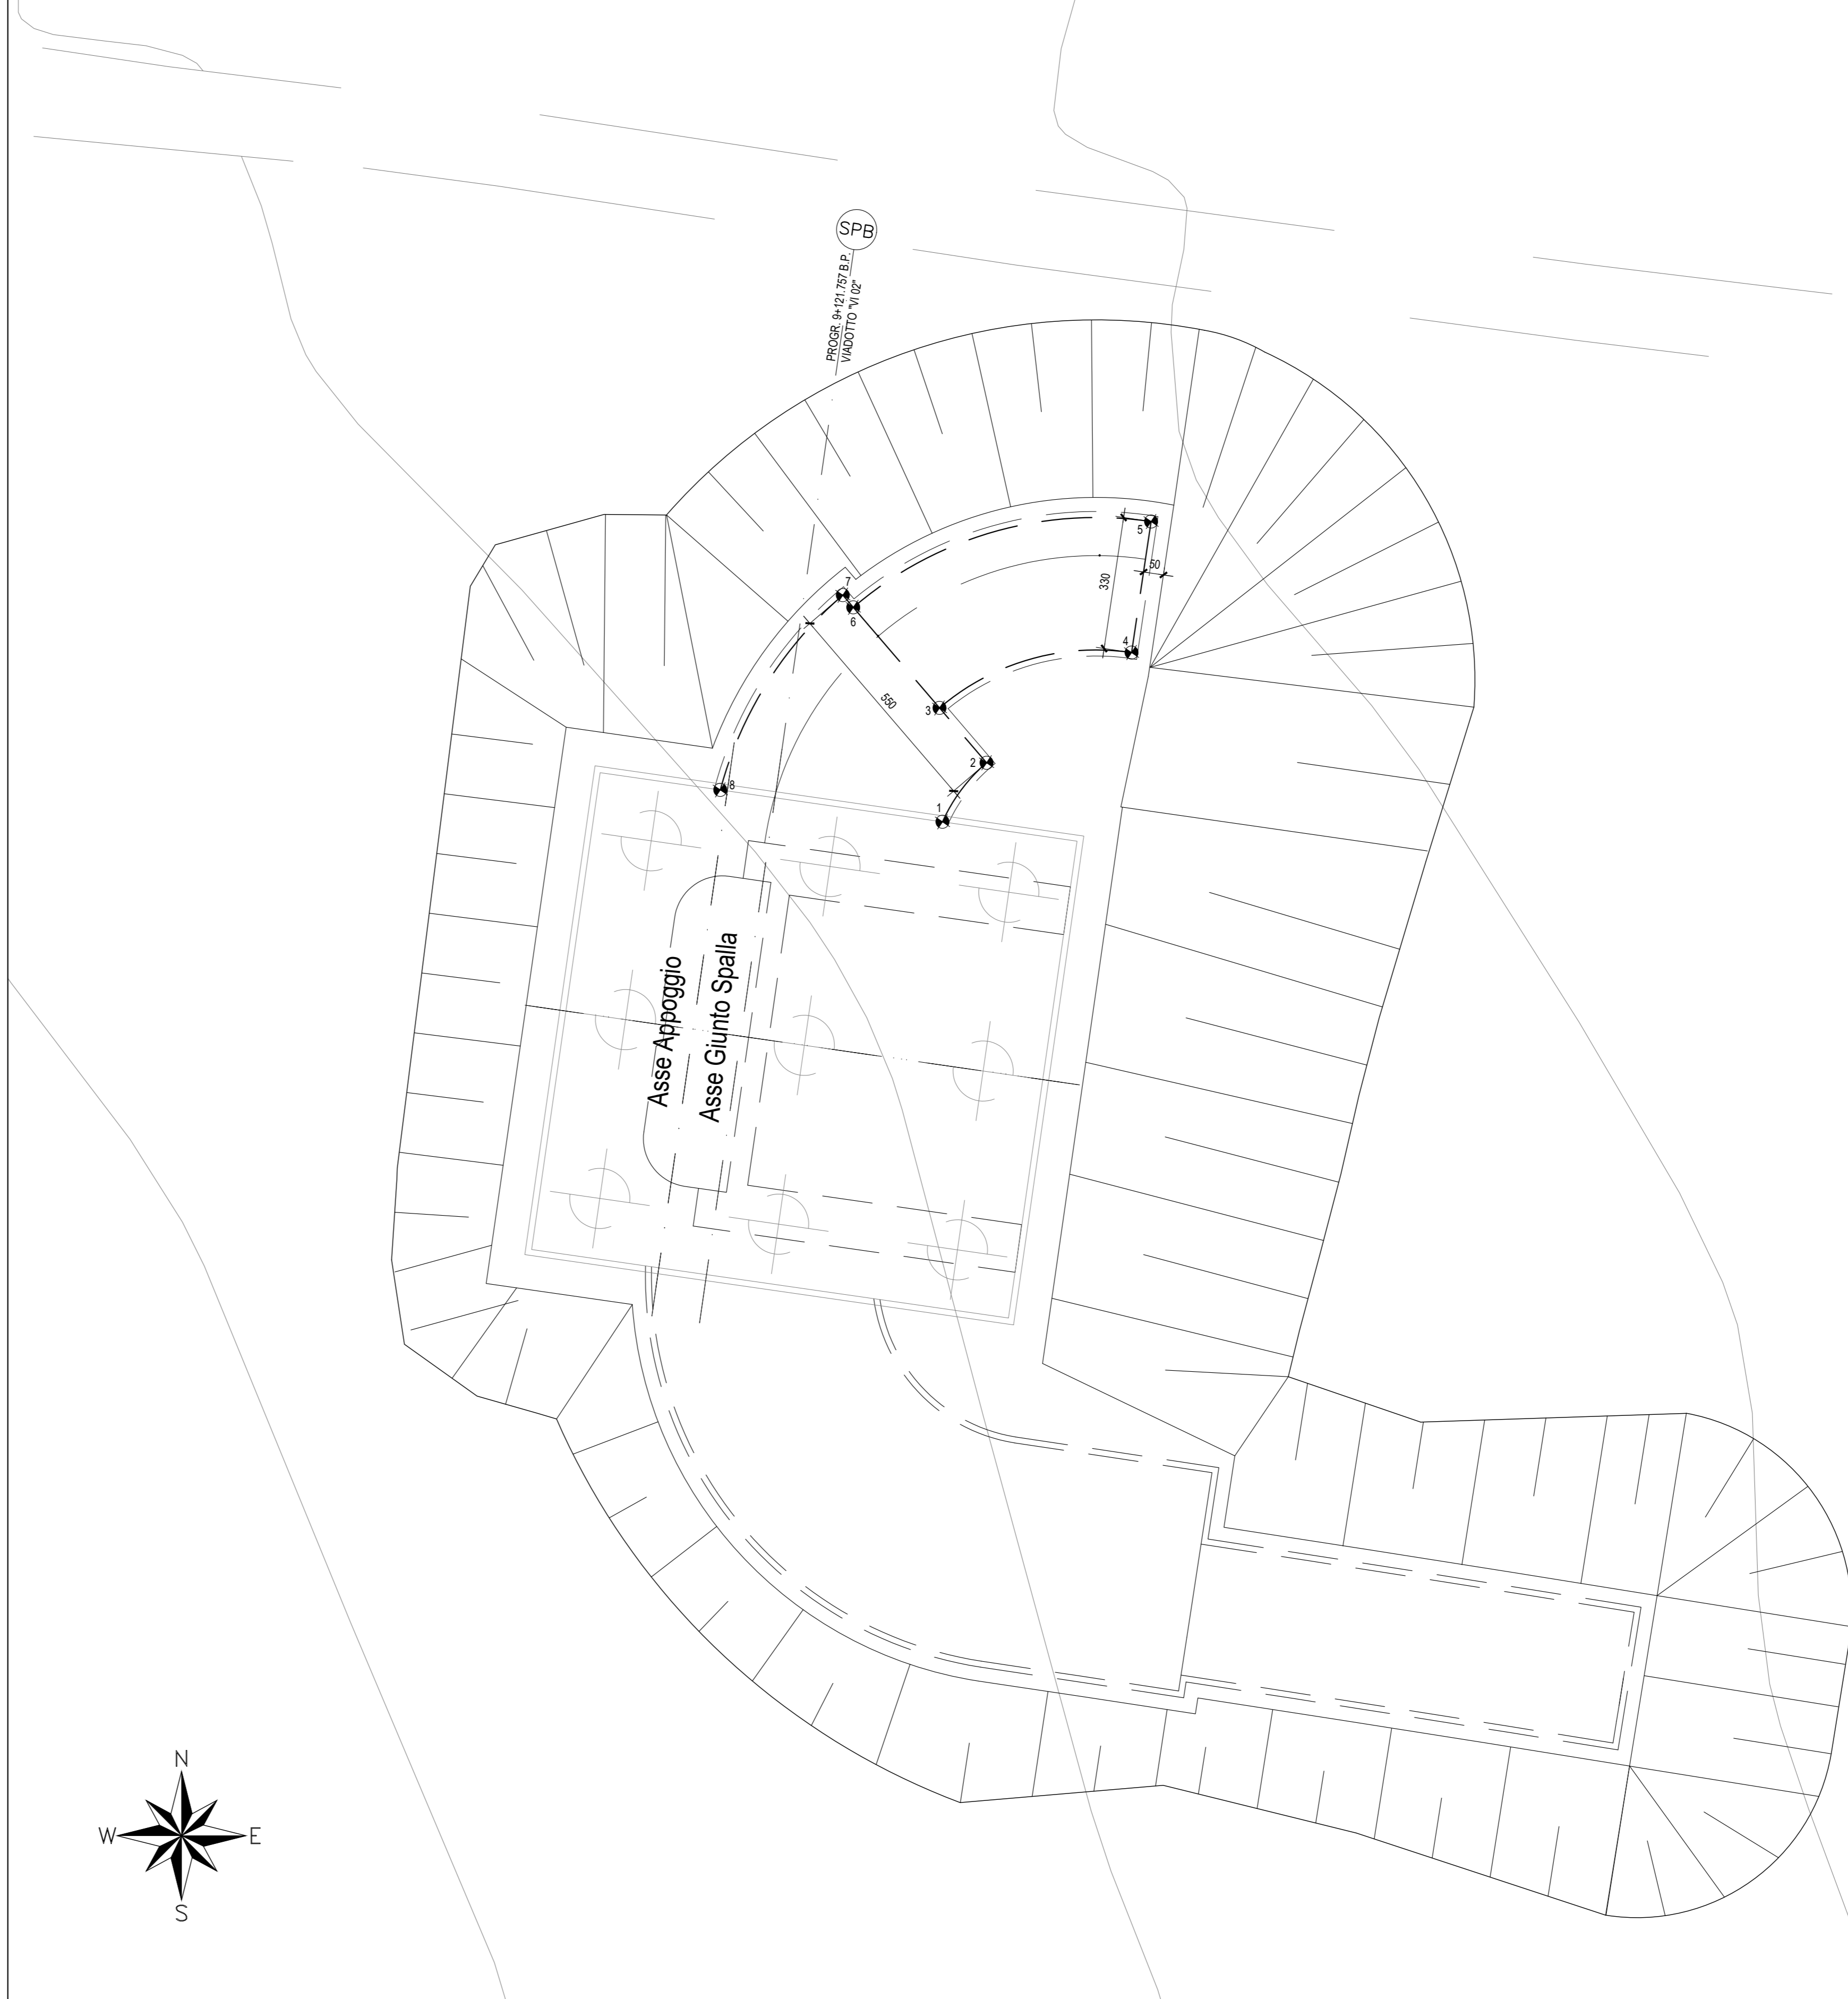 SPB
PROGR. 9+121.757 B.P.
VIADOTTO "VI 02"
5
50
330
4
7
6
550
3
2
8
1
Asse Appoggio
Asse Giunto Spalla
N
W
E
S